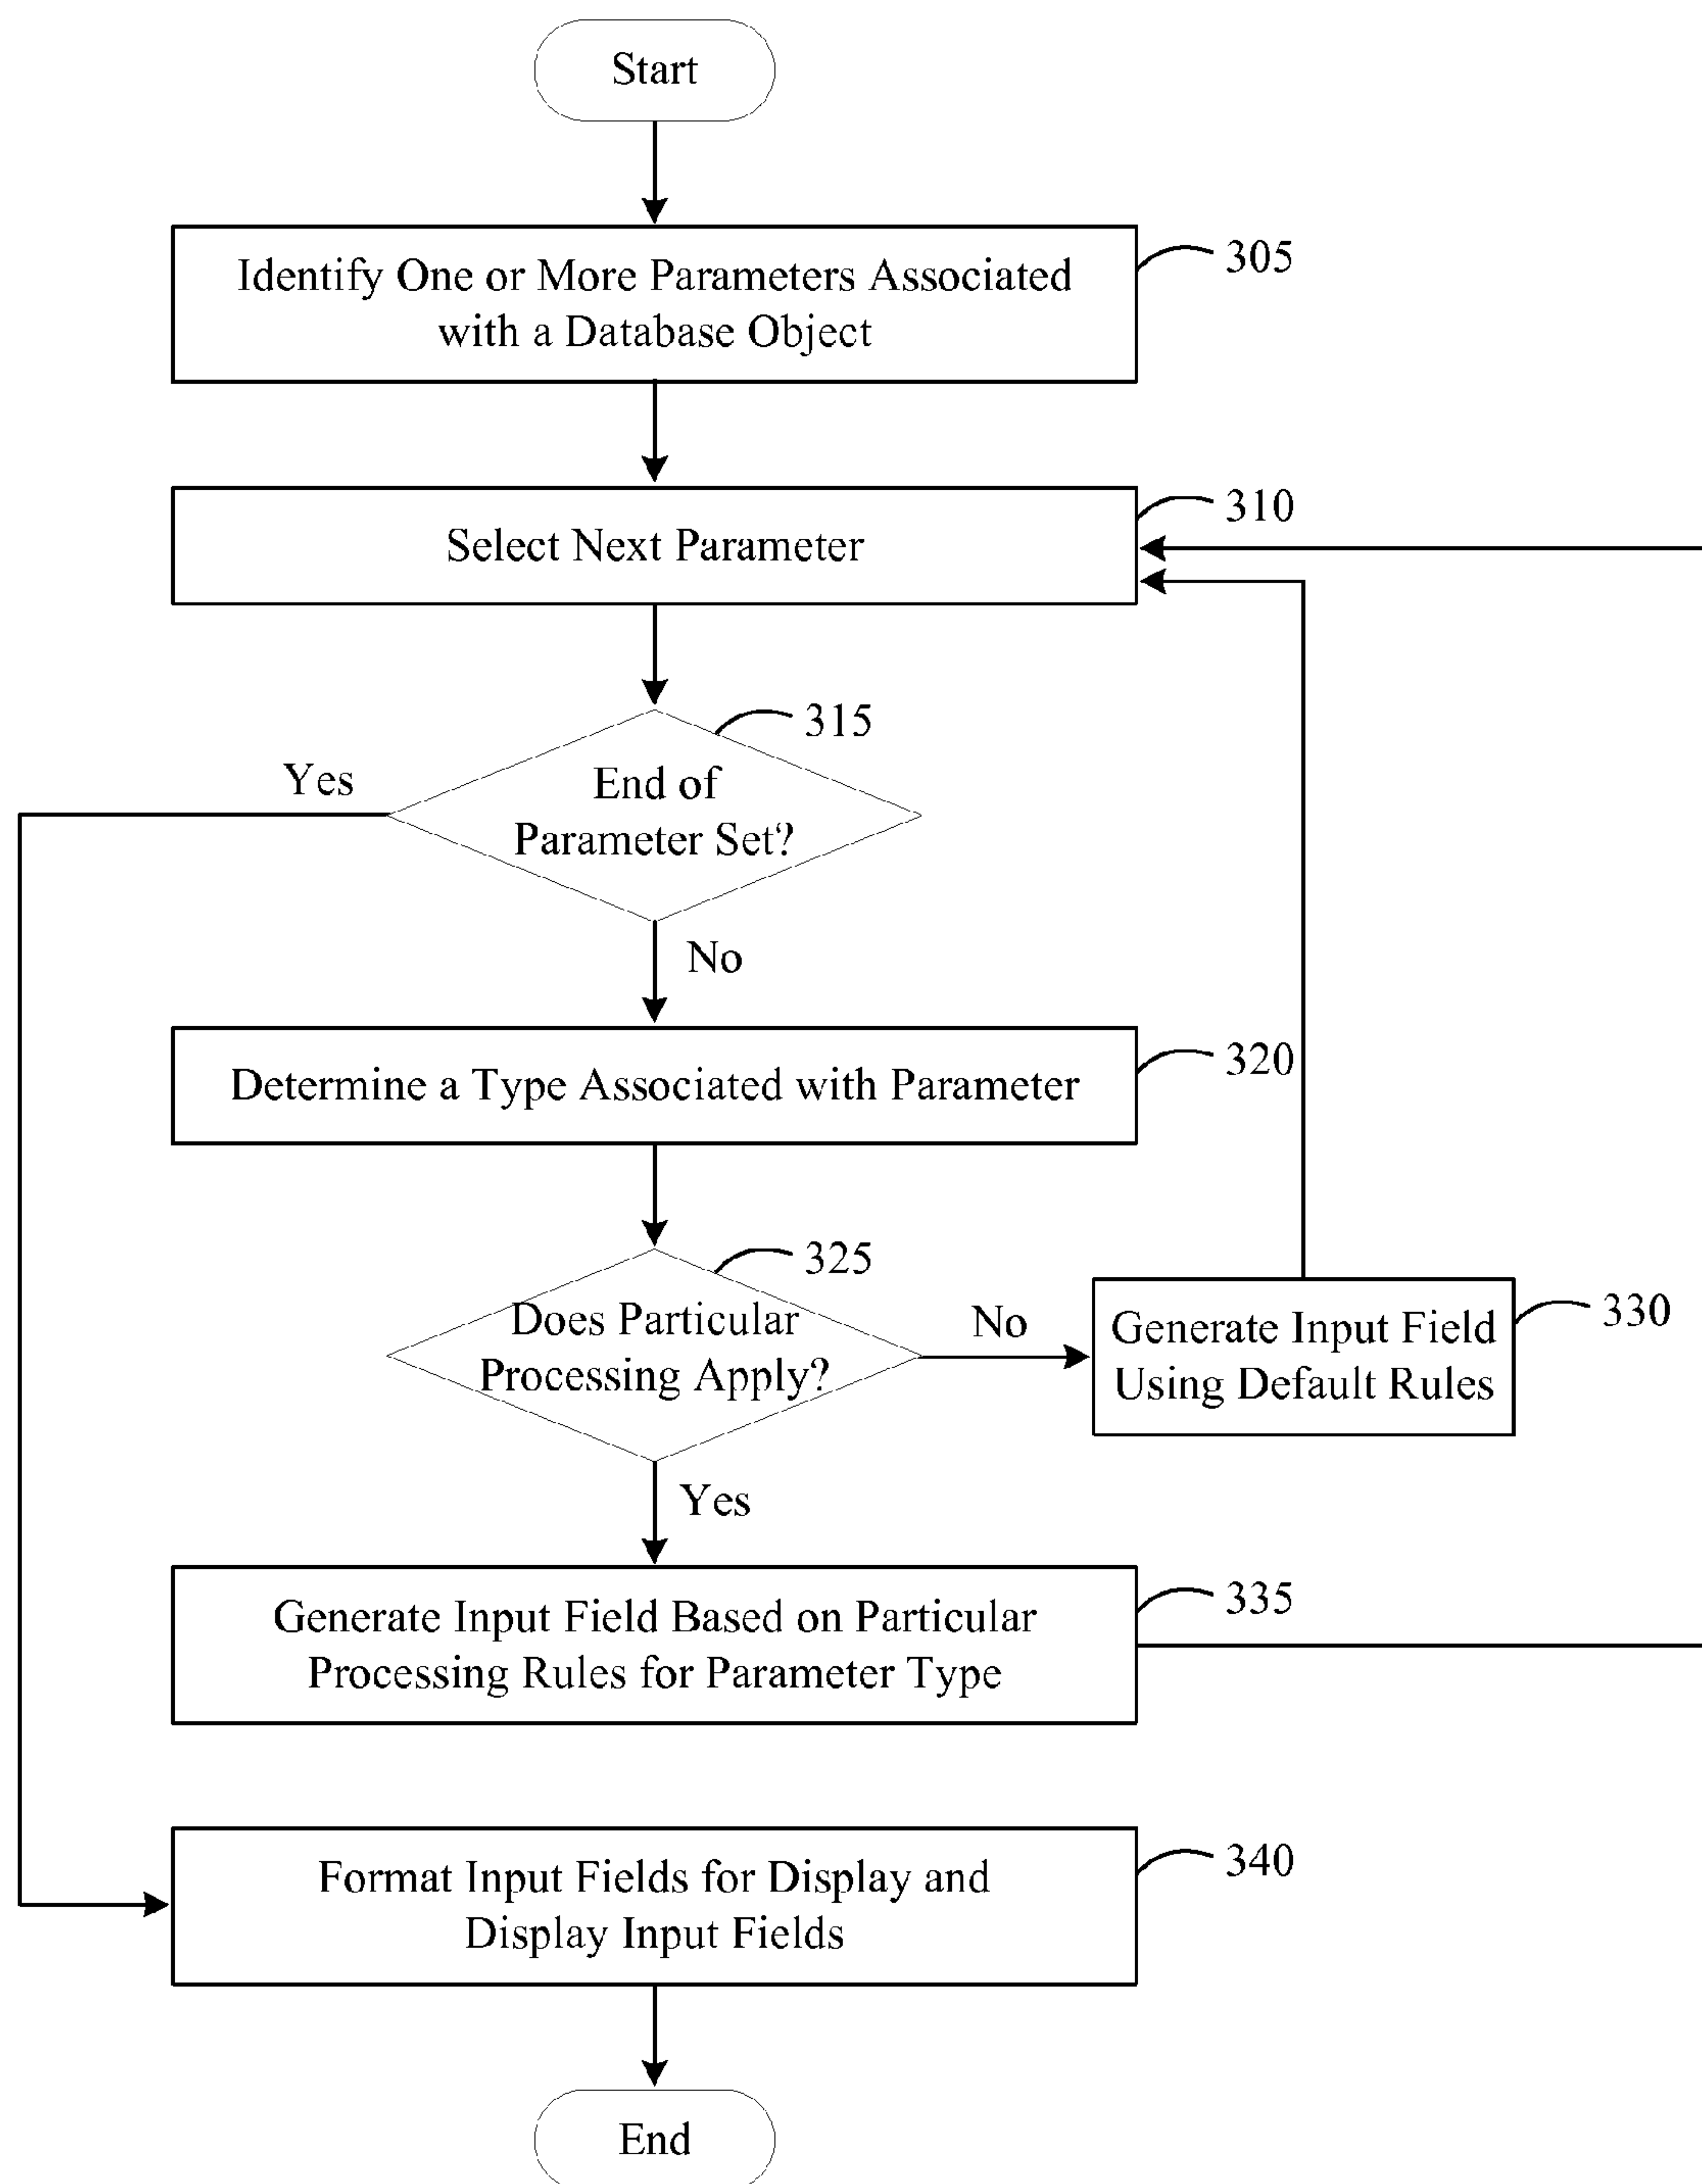 Start
Identify One or More Parameters Associated
with a Database Object
305
Select Next Parameter
310
315
Yes
End of
Parameter Set?
No
Determine a Type Associated with Parameter
320
325
Does Particular
Processing Apply?
No
Generate Input Field
Using Default Rules
330
Yes
Generate Input Field Based on Particular
Processing Rules for Parameter Type
335
Format Input Fields for Display and
Display Input Fields
340
End